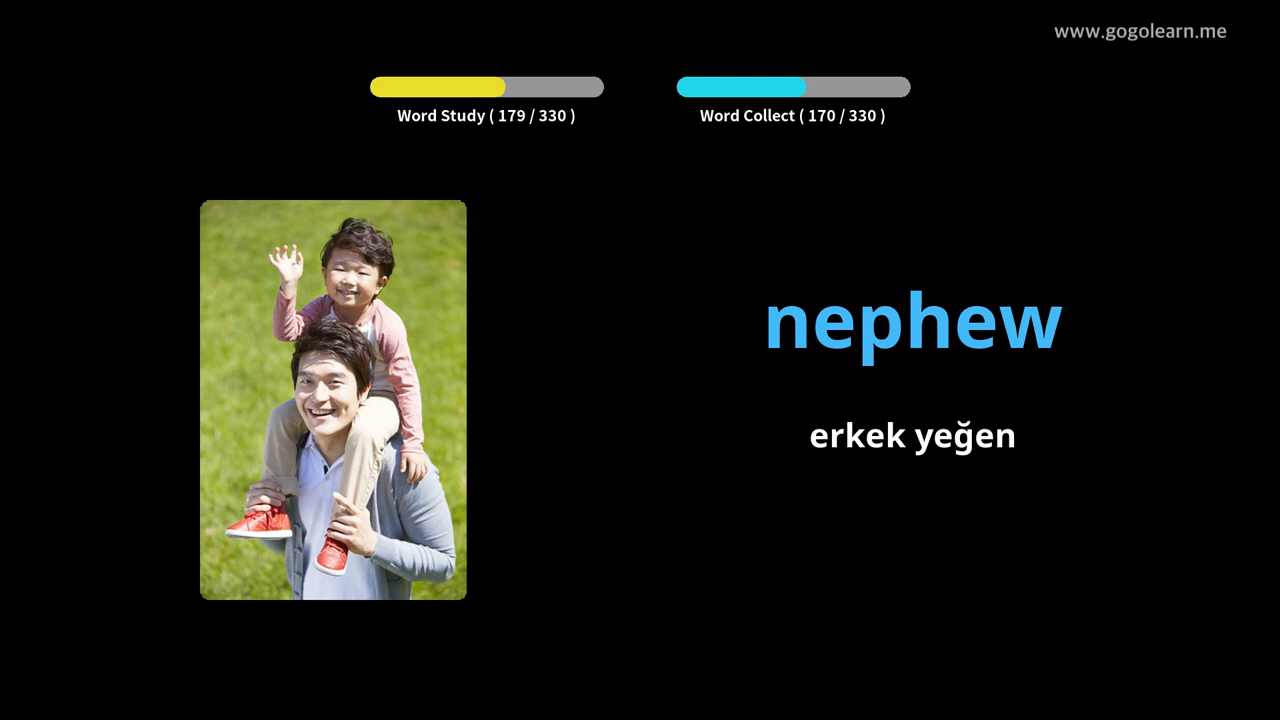 www.gogolearn.me
Word Study ( 179 / 330 )
Word Collect ( 170 / 330 )
nephew
erkek yeğen